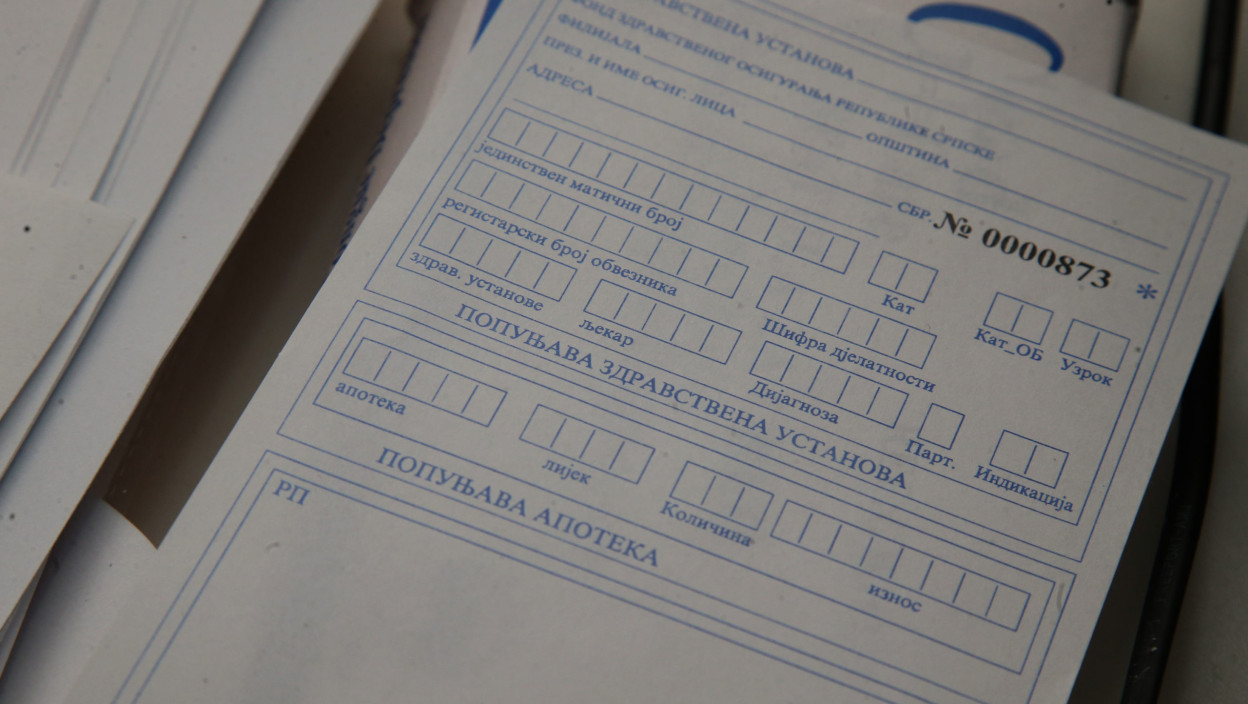 ЗДРАВСТВЕНА УСТАНОВА
ФОНД ЗДРАВСТВЕНОГ ОСИГУРАЊА РЕПУБЛИКЕ СРПСКЕ
ФИЛИЈАЛА ОПШТИНА
ПРЕЗ. И ИМЕ ОСИГ. ЛИЦА
АДРЕСА СБР. № 0000873 *
јединствен матични број Кат Кат_ОБ Узрок
регистарски број обвезника Шифра дјелатности
здрав. установе љекар Дијагноза Парт. Индикација
ПОПУЊАВА ЗДРАВСТВЕНА УСТАНОВА
апотека лијек Количина износ
ПОПУЊАВА АПОТЕКА
РП